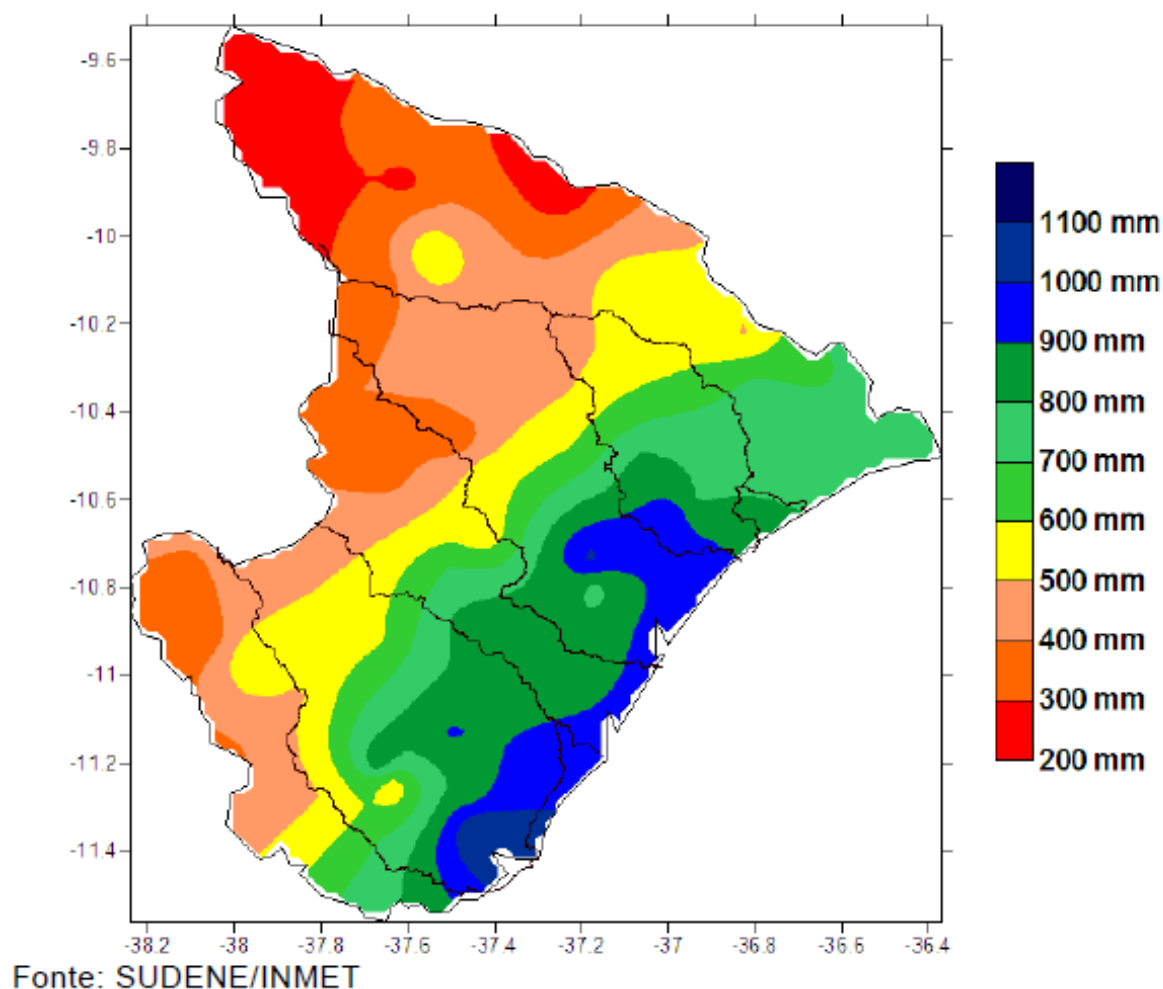 -9.6
-9.8
-10
-10.2
-10.4
-10.6
-10.8
-11
-11.2
-11.4
-38.2 -38 -37.8 -37.6 -37.4 -37.2 -37 -36.8 -36.6 -36.4
1100 mm
1000 mm
900 mm
800 mm
700 mm
600 mm
500 mm
400 mm
300 mm
200 mm
Fonte: SUDENE/INMET